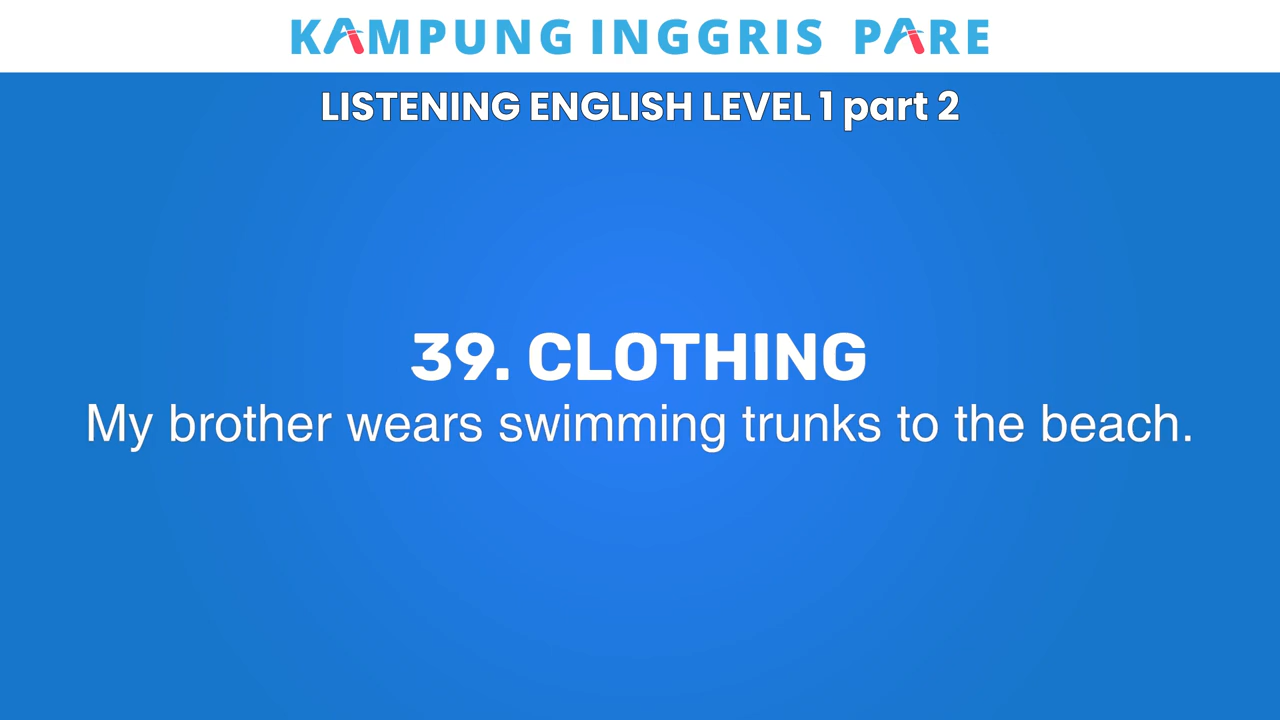 KAMPUNG INGGRIS PARE
LISTENING ENGLISH LEVEL 1 part 2
39. CLOTHING
My brother wears swimming trunks to the beach.